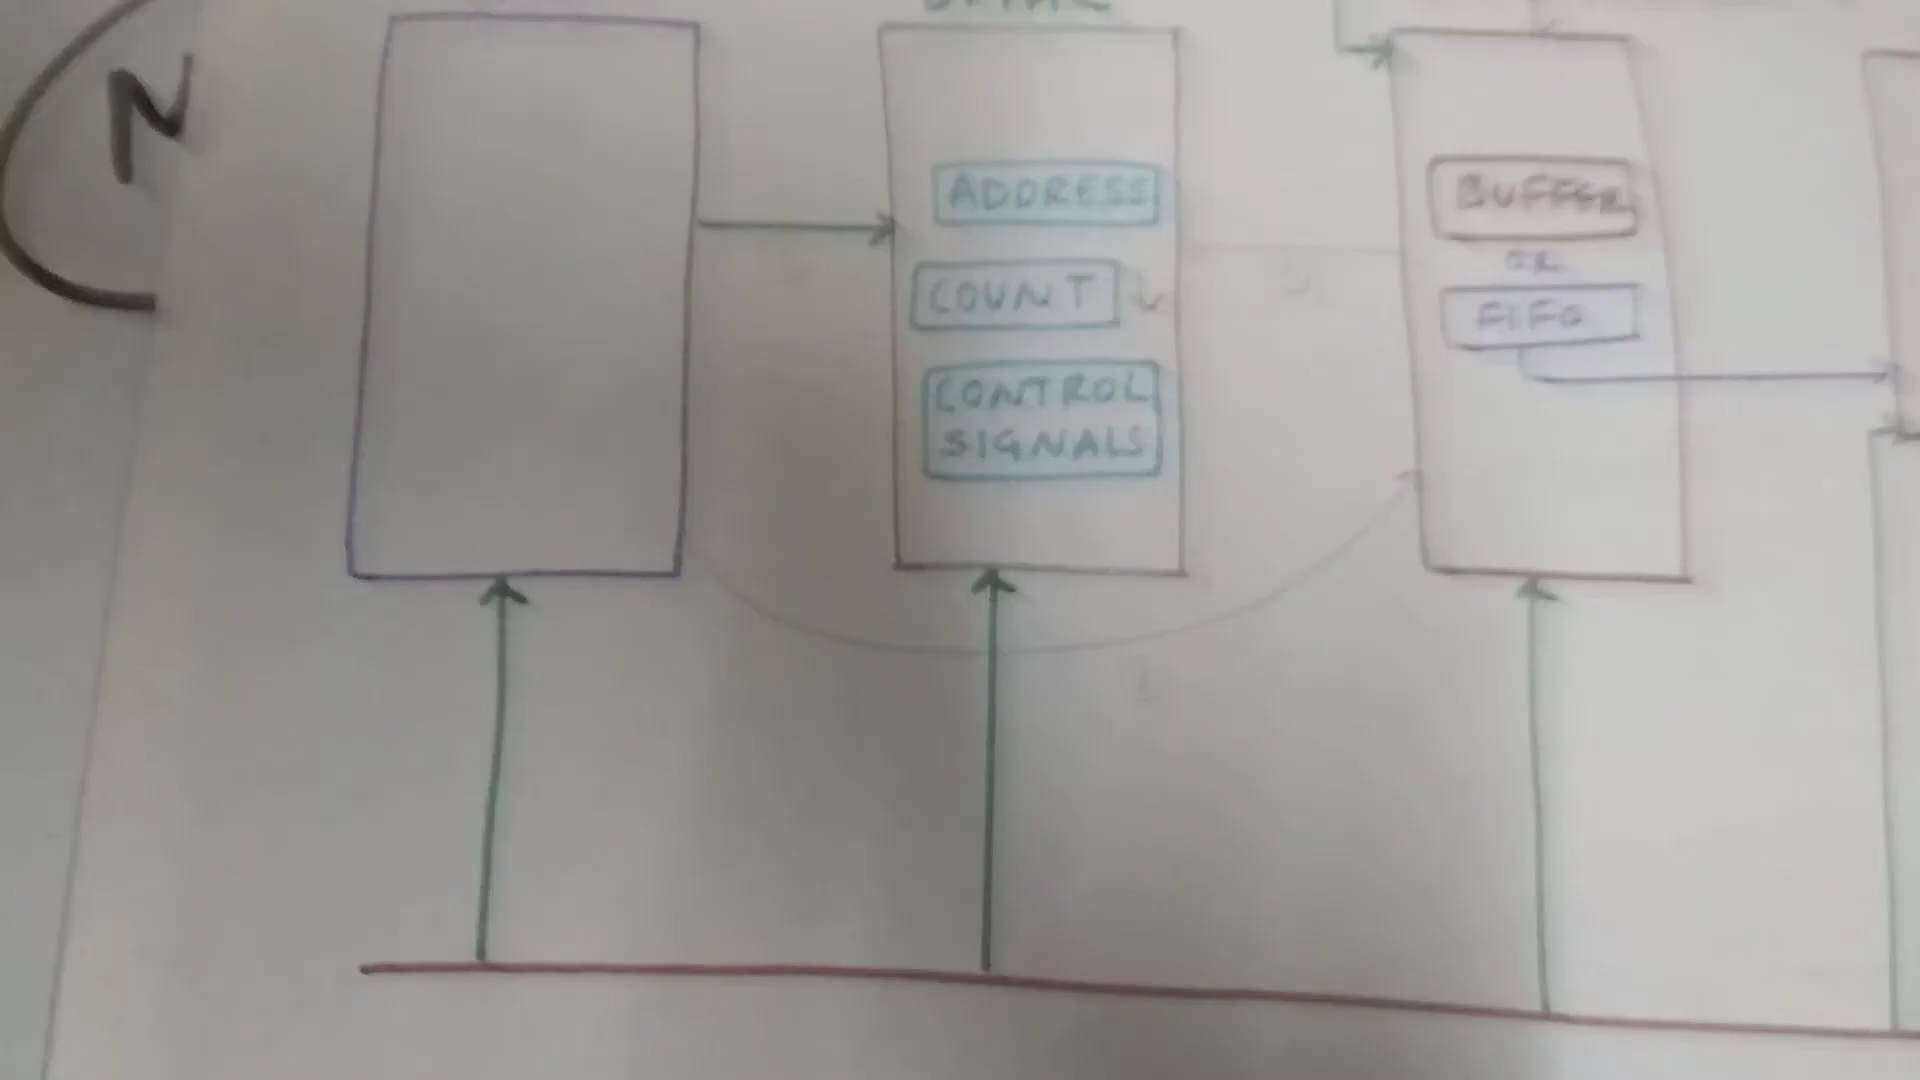 N
ADDRESS
COUNT ↓
CONTROL
SIGNALS
BUFFER
OR
FIFO